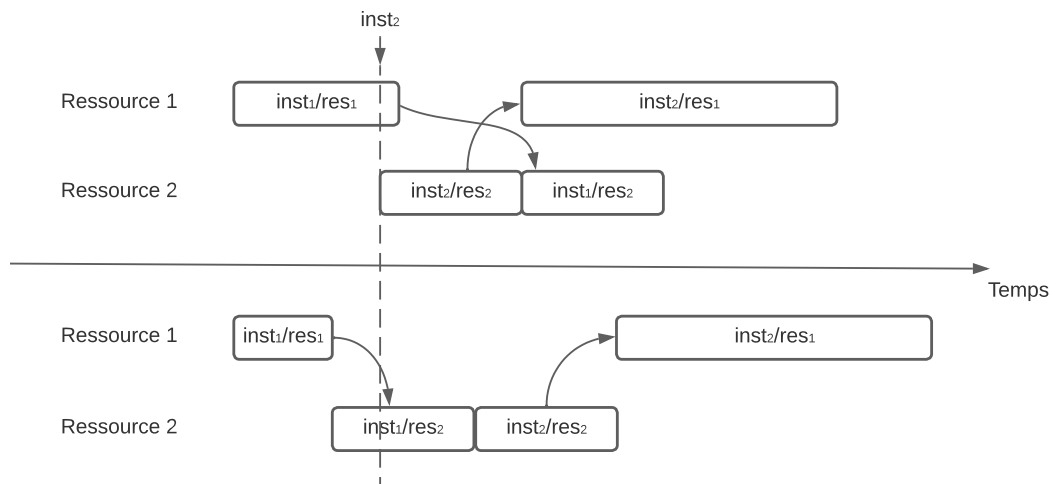 inst₂
Ressource 1 inst₁/res₁ inst₂/res₁
Ressource 2 inst₂/res₂ inst₁/res₂
Temps
Ressource 1 inst₁/res₁ inst₂/res₁
Ressource 2 inst₁/res₂ inst₂/res₂